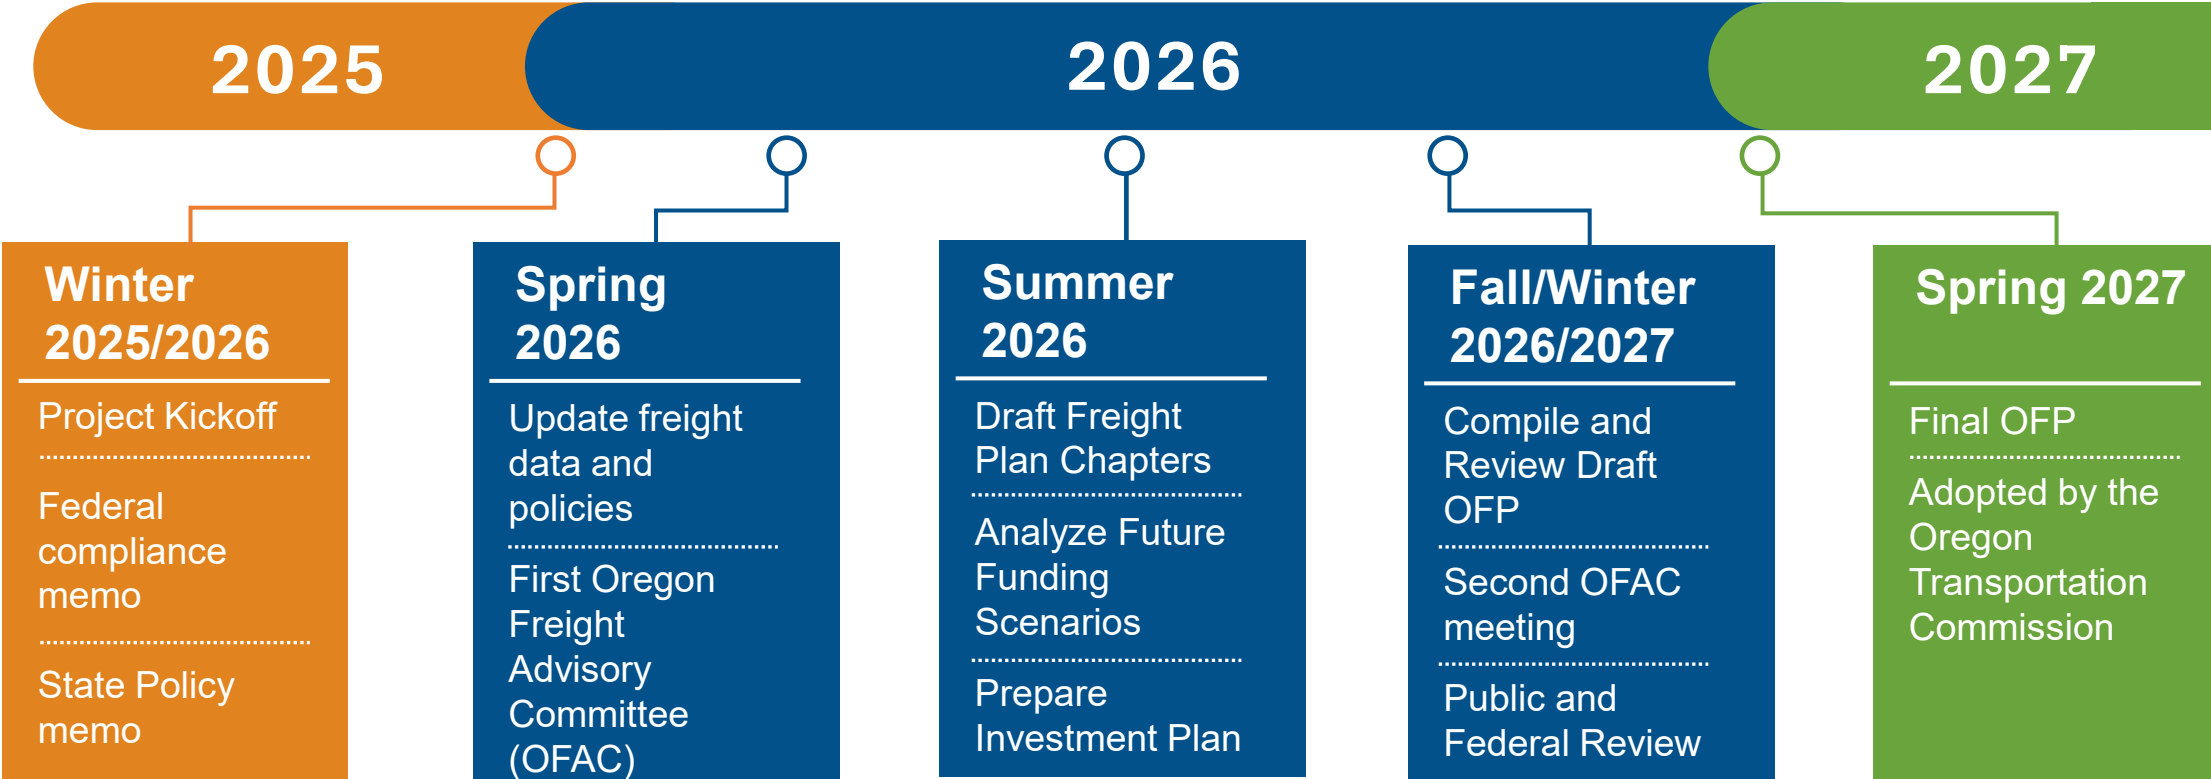 2025
2026
2027
Winter
2025/2026
Project Kickoff
Federal
compliance
memo
State Policy
memo
Spring
2026
Update freight
data and
policies
First Oregon
Freight
Advisory
Committee
(OFAC)
Summer
2026
Draft Freight
Plan Chapters
Analyze Future
Funding
Scenarios
Prepare
Investment Plan
Fall/Winter
2026/2027
Compile and
Review Draft
OFP
Second OFAC
meeting
Public and
Federal Review
Spring 2027
Final OFP
Adopted by the
Oregon
Transportation
Commission